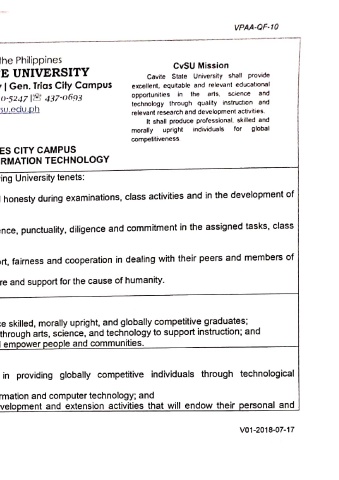 VPAA-QF-10
the Philippines
E UNIVERSITY
| Gen. Trias City Campus
0-5247 |☏ 437-0693
su.edu.ph
CvSU Mission
Cavite State University shall provide
excellent, equitable and relevant educational
opportunities in the arts, science and
technology through quality instruction and
relevant research and development activities.
It shall produce professional, skilled and
morally upright individuals for global
competitiveness
ES CITY CAMPUS
ORMATION TECHNOLOGY
ring University tenets:
l honesty during examinations, class activities and in the development of
ence, punctuality, diligence and commitment in the assigned tasks, class
ort, fairness and cooperation in dealing with their peers and members of
re and support for the cause of humanity.
ce skilled, morally upright, and globally competitive graduates;
through arts, science, and technology to support instruction; and
l empower people and communities.
in providing globally competitive individuals through technological
rmation and computer technology; and
velopment and extension activities that will endow their personal and
V01-2018-07-17